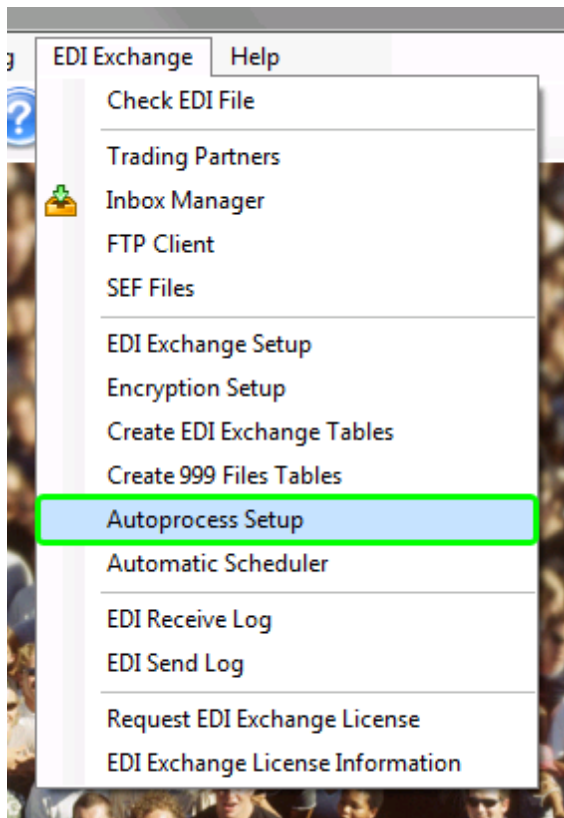 EDI Exchange Help
Check EDI File
Trading Partners
Inbox Manager
FTP Client
SEF Files
EDI Exchange Setup
Encryption Setup
Create EDI Exchange Tables
Create 999 Files Tables
Autoprocess Setup
Automatic Scheduler
EDI Receive Log
EDI Send Log
Request EDI Exchange License
EDI Exchange License Information